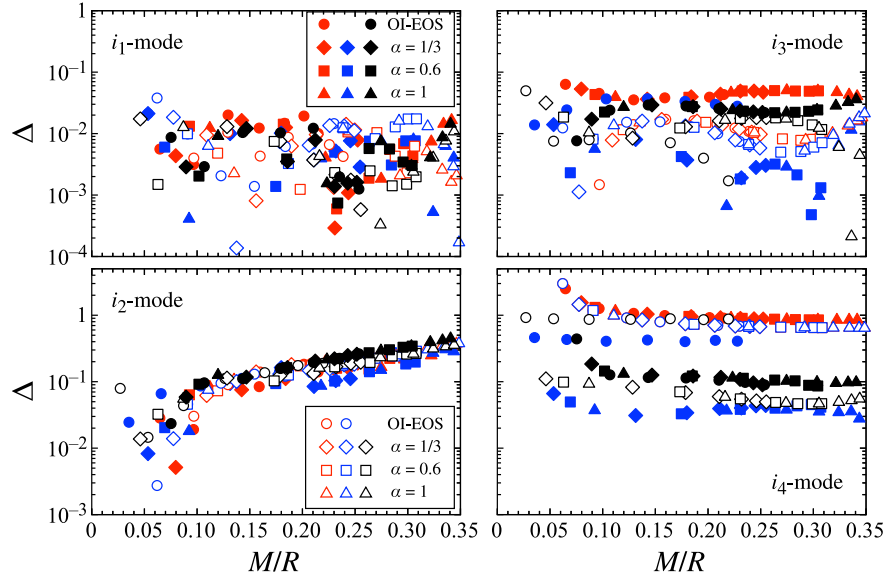 i₁-mode
OI-EOS
α = 1/3
α = 0.6
α = 1
i₃-mode
10⁰
10⁻¹
10⁻²
10⁻³
10⁻⁴
Δ
i₂-mode
OI-EOS
α = 1/3
α = 0.6
α = 1
i₄-mode
1
10⁻¹
10⁻²
10⁻³
Δ
0 0.05 0.10 0.15 0.20 0.25 0.30 0.35
0 0.05 0.10 0.15 0.20 0.25 0.30 0.35
M/R
M/R